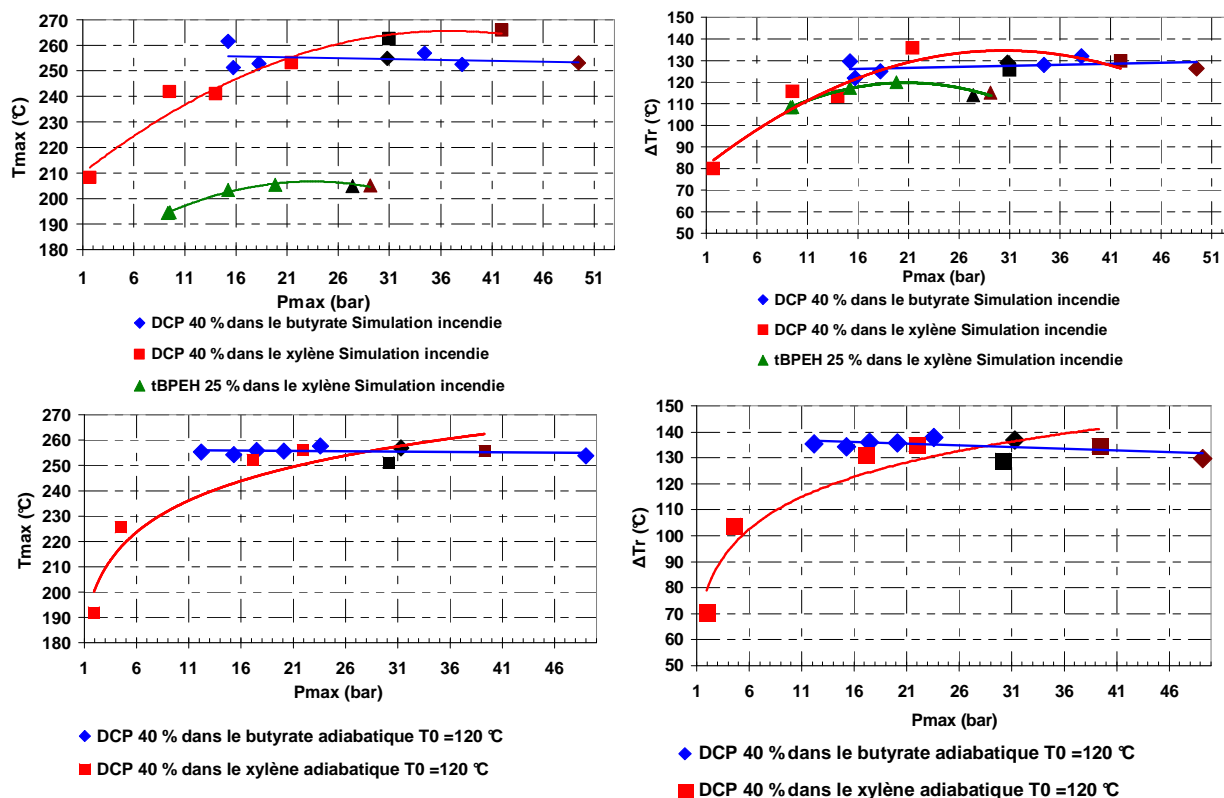 270
260
250
240
230
220
210
200
190
180
Tmax (°C)
1 6 11 16 21 26 31 36 41 46 51
Pmax (bar)
DCP 40 % dans le butyrate Simulation incendie
DCP 40 % dans le xylène Simulation incendie
tBPEH 25 % dans le xylène Simulation incendie
150
140
130
120
110
100
90
80
70
60
50
ΔTr (°C)
1 6 11 16 21 26 31 36 41 46 51
Pmax (bar)
DCP 40 % dans le butyrate Simulation incendie
DCP 40 % dans le xylène Simulation incendie
tBPEH 25 % dans le xylène Simulation incendie
270
260
250
240
230
220
210
200
190
180
Tmax (°C)
1 6 11 16 21 26 31 36 41 46
Pmax (bar)
DCP 40 % dans le butyrate adiabatique T0 =120 °C
DCP 40 % dans le xylène adiabatique T0 =120 °C
150
140
130
120
110
100
90
80
70
60
50
ΔTr (°C)
1 6 11 16 21 26 31 36 41 46
Pmax (bar)
DCP 40 % dans le butyrate adiabatique T0 =120 °C
DCP 40 % dans le xylène adiabatique T0 =120 °C